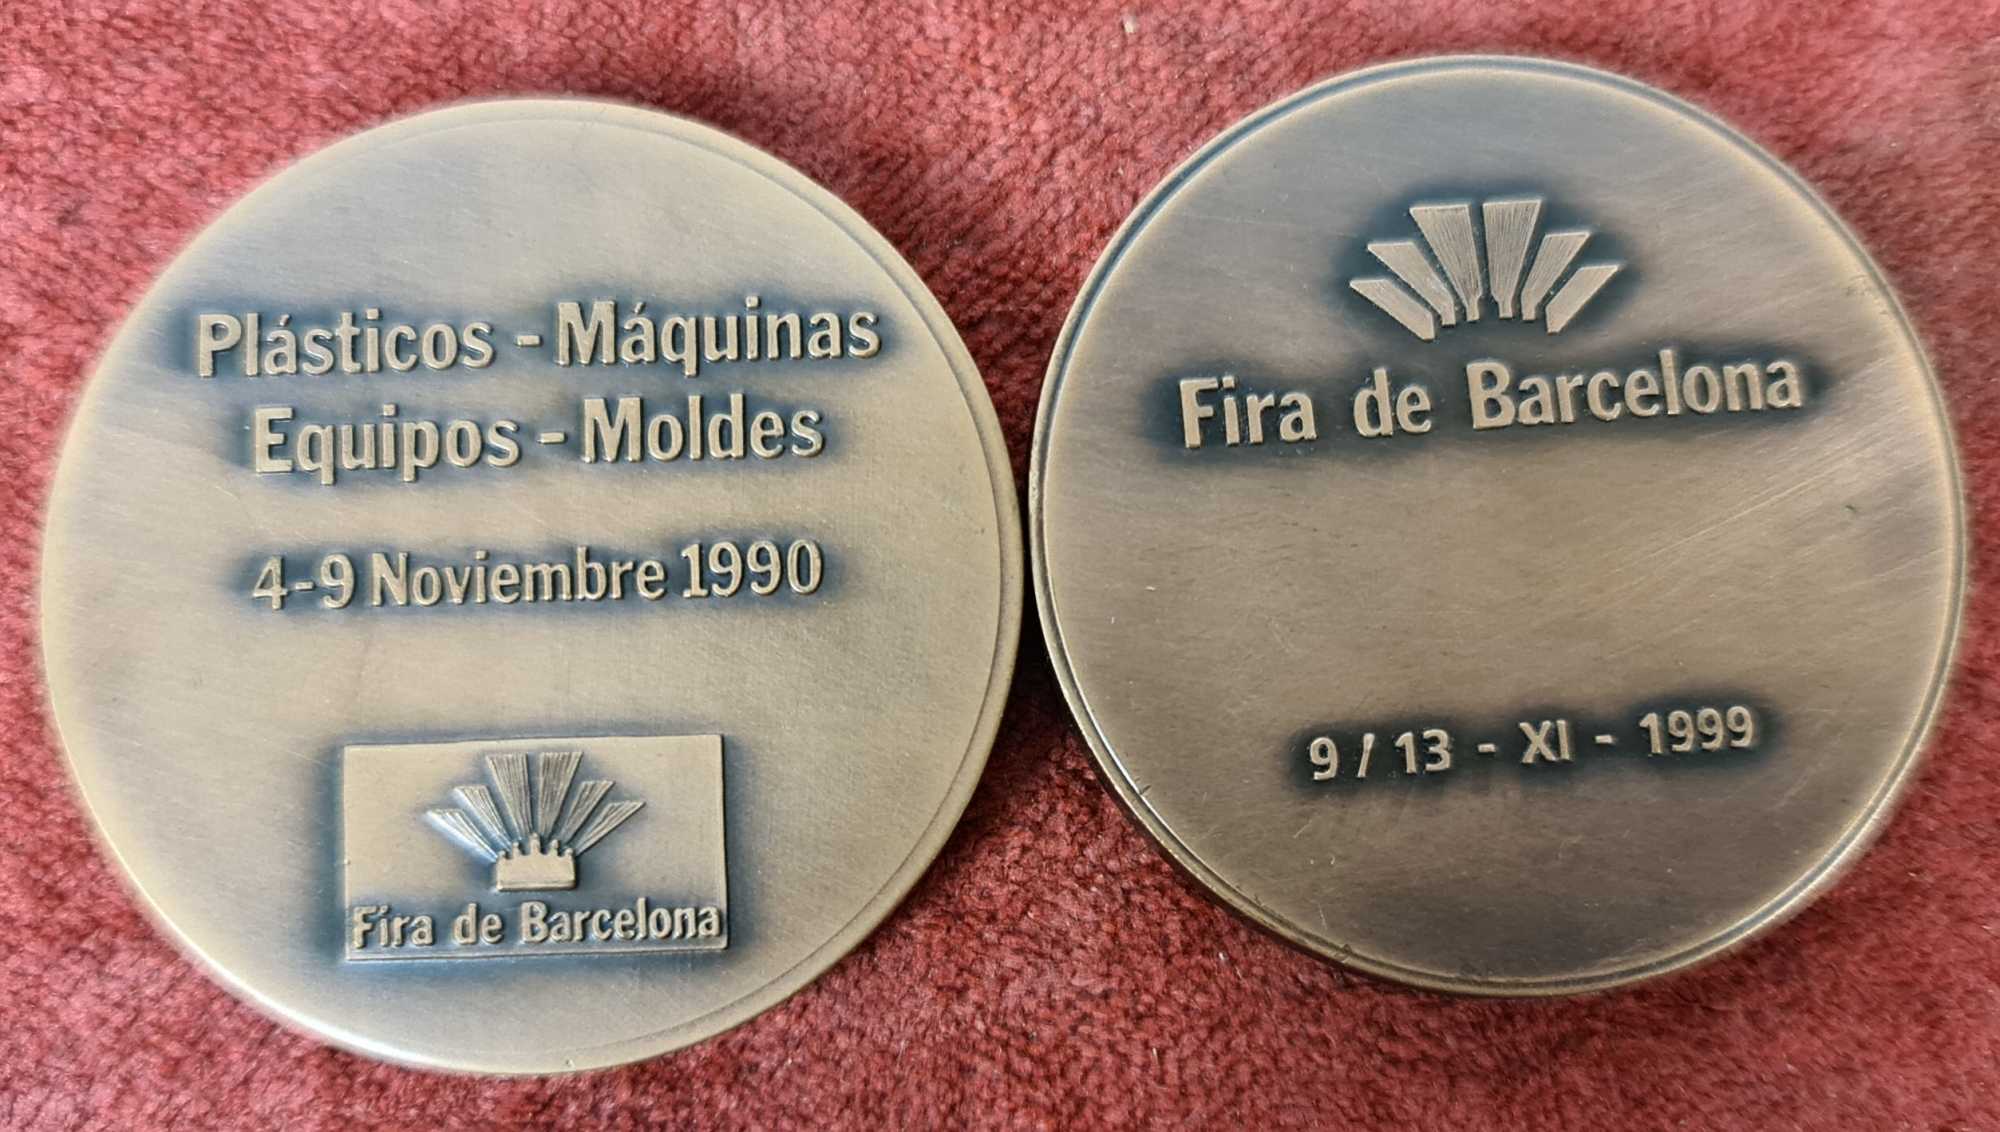 Plásticos - Máquinas
Equipos - Moldes
4-9 Noviembre 1990
Fira de Barcelona
Fira de Barcelona
9 / 13 - XI - 1999